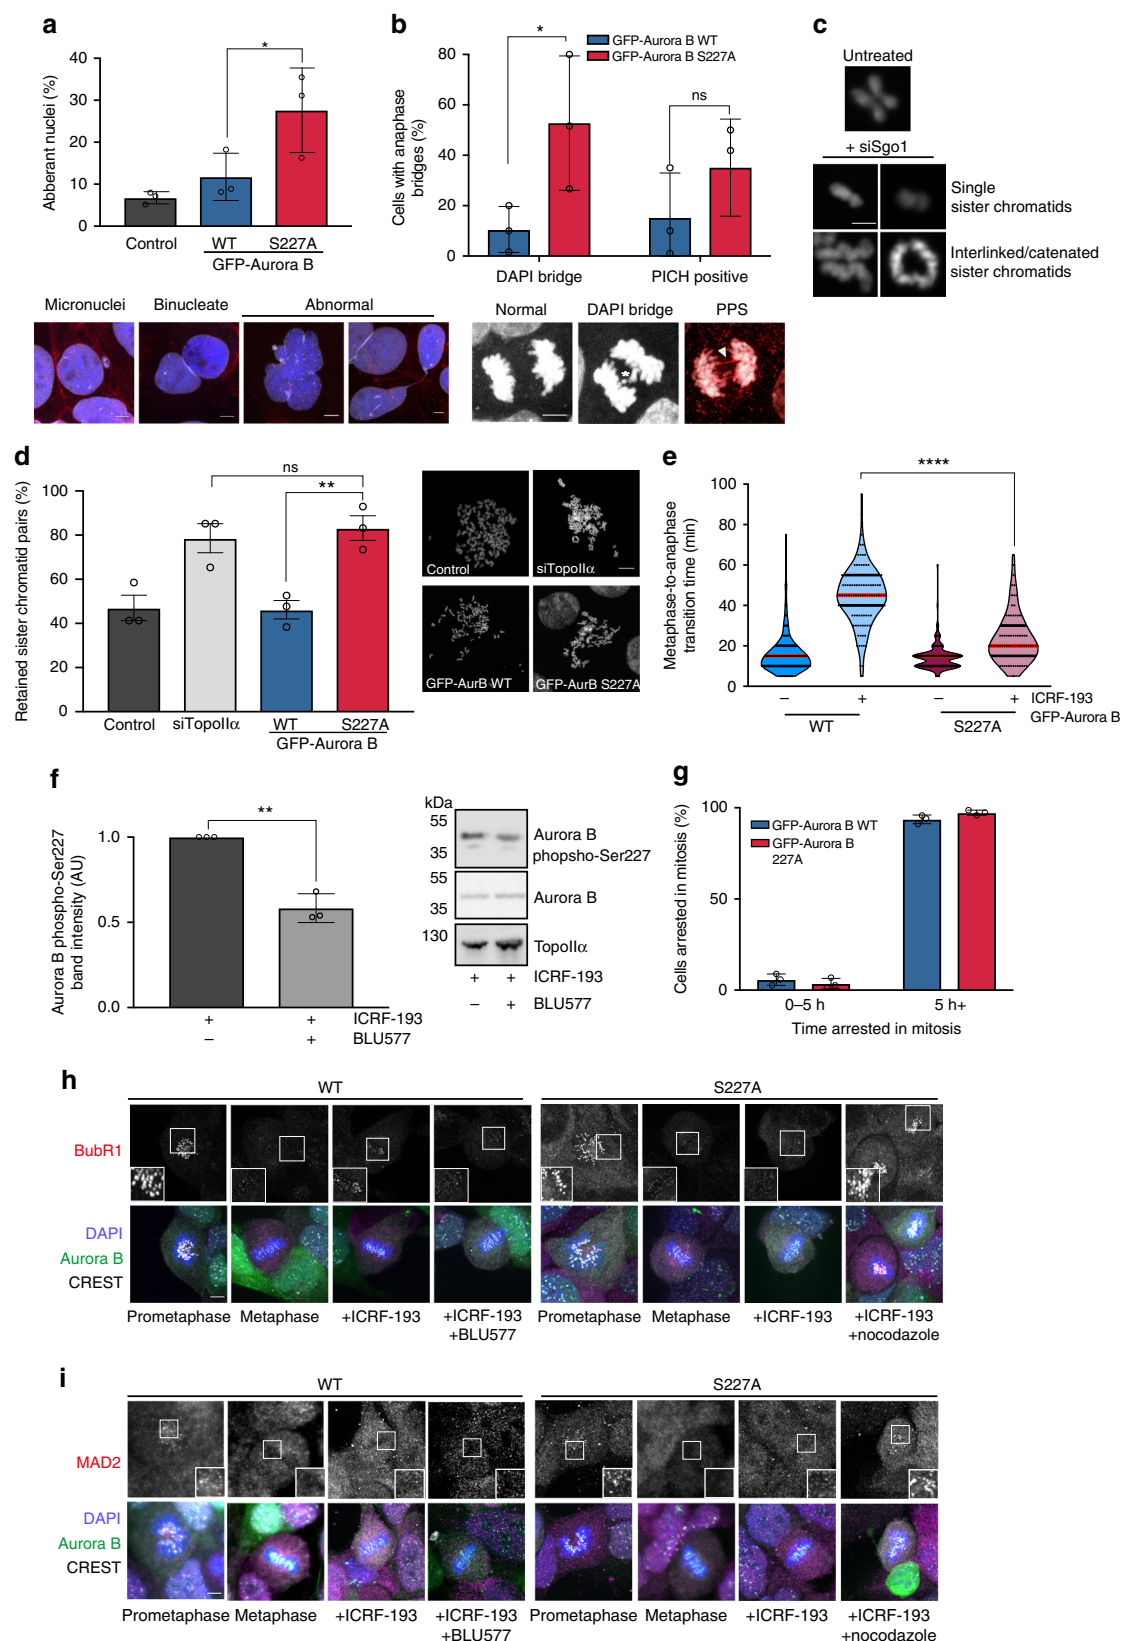 a
Abberant nuclei (%)
40
30
20
10
0
*
Control
WT
S227A
GFP-Aurora B
Micronuclei
Binucleate
Abnormal
b
Cells with anaphase
bridges (%)
80
60
40
20
0
*
ns
GFP-Aurora B WT
GFP-Aurora B S227A
DAPI bridge
PICH positive
Normal
DAPI bridge
PPS
*
c
Untreated
+ siSgo1
Single
sister chromatids
Interlinked/catenated
sister chromatids
d
Retained sister chromatid pairs (%)
100
80
60
40
20
0
ns
**
Control
siTopoIIα
WT
S227A
GFP-Aurora B
Control
siTopoIIα
GFP-AurB WT
GFP-AurB S227A
e
Metaphase-to-anaphase
transition time (min)
100
80
60
40
20
0
****
– + – + ICRF-193
WT
S227A
GFP-Aurora B
f
Aurora B phospho-Ser227
band intensity (AU)
1.0
0.5
0.0
**
+ + ICRF-193
– + BLU577
kDa
55
35
Aurora B
phopsho-Ser227
55
35
Aurora B
130
TopoIIα
+ + ICRF-193
– + BLU577
g
Cells arrested in mitosis (%)
100
50
0
GFP-Aurora B WT
GFP-Aurora B
227A
0–5 h
5 h+
Time arrested in mitosis
h
WT
S227A
BubR1
DAPI
Aurora B
CREST
Prometaphase
Metaphase
+ICRF-193
+ICRF-193
+BLU577
Prometaphase
Metaphase
+ICRF-193
+ICRF-193
+nocodazole
i
WT
S227A
MAD2
DAPI
Aurora B
CREST
Prometaphase
Metaphase
+ICRF-193
+ICRF-193
+BLU577
Prometaphase
Metaphase
+ICRF-193
+ICRF-193
+nocodazole